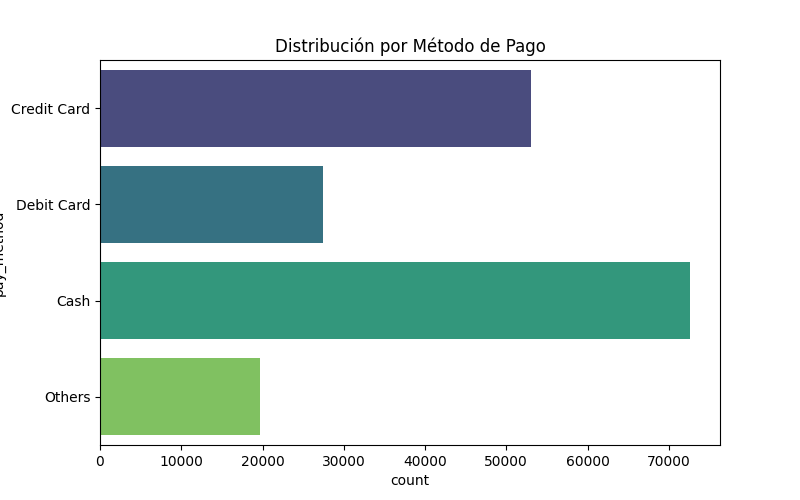 Distribución por Método de Pago
Credit Card
Debit Card
Cash
Others
pay_method
0 10000 20000 30000 40000 50000 60000 70000
count